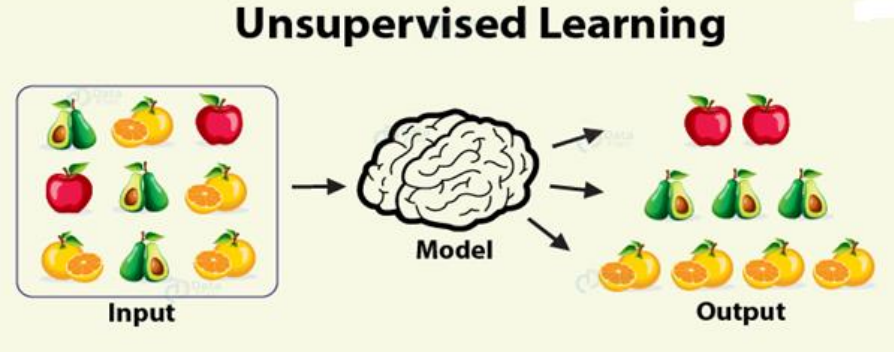 Unsupervised Learning
Model
Input
Output